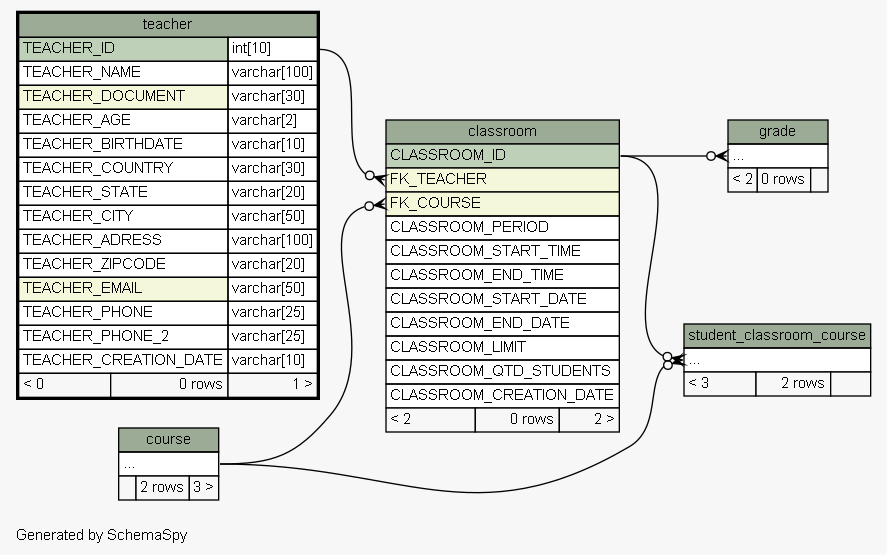 teacher
TEACHER_ID int[10]
TEACHER_NAME varchar[100]
TEACHER_DOCUMENT varchar[30]
TEACHER_AGE varchar[2]
TEACHER_BIRTHDATE varchar[10]
TEACHER_COUNTRY varchar[30]
TEACHER_STATE varchar[20]
TEACHER_CITY varchar[50]
TEACHER_ADRESS varchar[100]
TEACHER_ZIPCODE varchar[20]
TEACHER_EMAIL varchar[50]
TEACHER_PHONE varchar[25]
TEACHER_PHONE_2 varchar[25]
TEACHER_CREATION_DATE varchar[10]
< 0 0 rows 1 >
classroom
CLASSROOM_ID
FK_TEACHER
FK_COURSE
CLASSROOM_PERIOD
CLASSROOM_START_TIME
CLASSROOM_END_TIME
CLASSROOM_START_DATE
CLASSROOM_END_DATE
CLASSROOM_LIMIT
CLASSROOM_QTD_STUDENTS
CLASSROOM_CREATION_DATE
< 2 0 rows 2 >
grade
...
< 2 0 rows
student_classroom_course
...
< 3 2 rows
course
...
2 rows 3 >
Generated by SchemaSpy